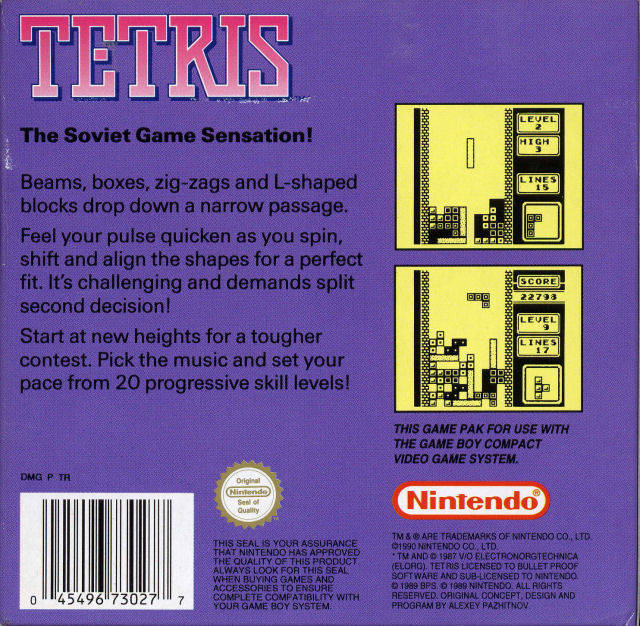 TETRIS
The Soviet Game Sensation!
Beams, boxes, zig-zags and L-shaped
blocks drop down a narrow passage.
Feel your pulse quicken as you spin,
shift and align the shapes for a perfect
fit. It's challenging and demands split
second decision!
Start at new heights for a tougher
contest. Pick the music and set your
pace from 20 progressive skill levels!
LEVEL
2
HIGH
3
LINES
15
SCORE
22798
LEVEL
9
LINES
17
THIS GAME PAK FOR USE WITH
THE GAME BOY COMPACT
VIDEO GAME SYSTEM.
DMG P TR
0 45496 73027 7
Original
Nintendo
Seal of
Quality
TM
THIS SEAL IS YOUR ASSURANCE
THAT NINTENDO HAS APPROVED
THE QUALITY OF THIS PRODUCT.
ALWAYS LOOK FOR THIS SEAL
WHEN BUYING GAMES AND
ACCESSORIES TO ENSURE
COMPLETE COMPATIBILITY WITH
YOUR GAME BOY SYSTEM.
Nintendo®
TM & ® ARE TRADEMARKS OF NINTENDO CO., LTD.
©1990 NINTENDO CO., LTD.
* TM AND © 1987 V/O ELECTRONORGTECHNICA
(ELORG). TETRIS LICENSED TO BULLET PROOF
SOFTWARE AND SUB-LICENSED TO NINTENDO.
© 1989 BPS. © 1989 NINTENDO. ALL RIGHTS
RESERVED. ORIGINAL CONCEPT, DESIGN AND
PROGRAM BY ALEXEY PAZHITNOV.